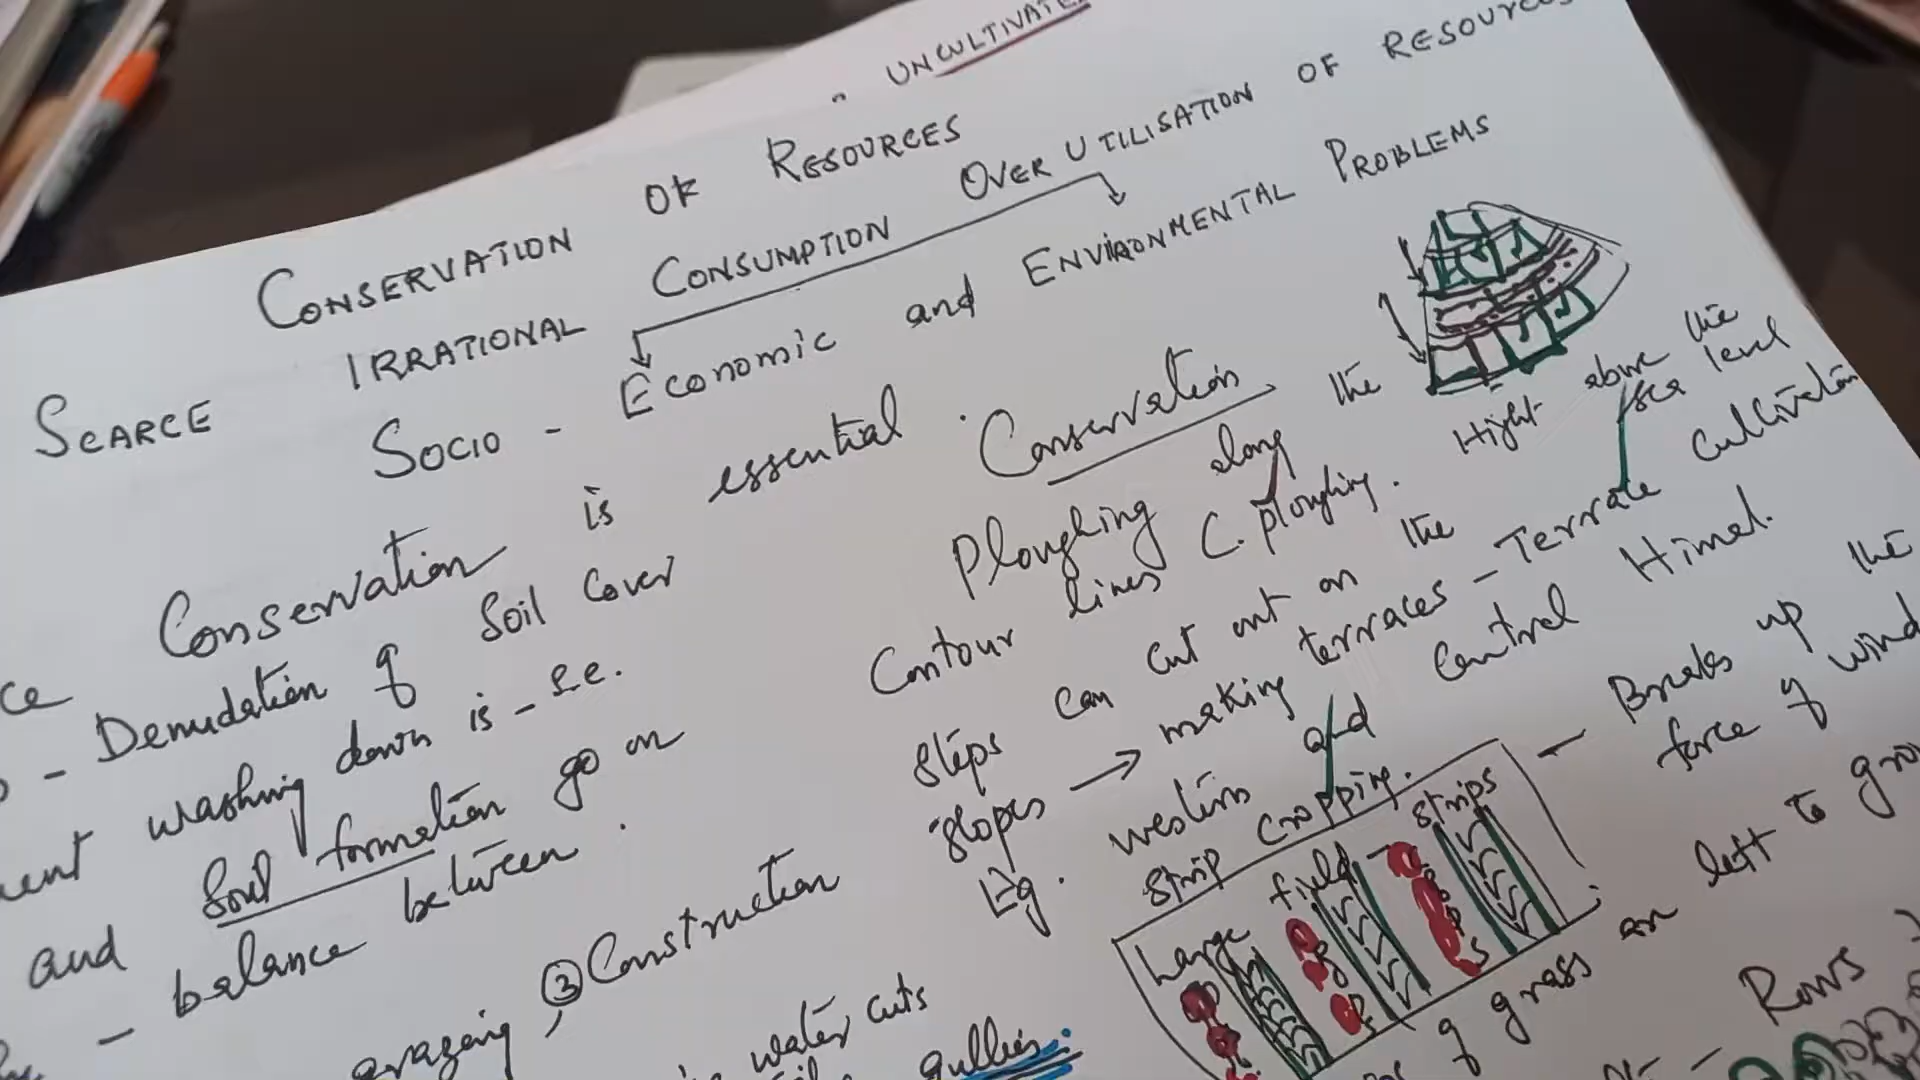 UNCULTIVATE
CONSERVATION OF RESOURCES
SCARCE IRRATIONAL CONSUMPTION OVER UTILISATION OF RESOURCES
SOCIO - ECONOMIC and ENVIRONMENTAL PROBLEMS
Conservation is essential.
ce - Denudation of Soil Cover
ent washing down is - S.e.
and Soil formation go on
- balance between.
grazing, ③ Construction
water cuts
gullies.
Conservation
Ploughing along the
Contour lines C. ploughing.
Hight above the
sea level
Steps can cut out on the
slopes → making terraces - Terrace Cultivation
Eg. western and Central Himal.
Strip Cropping. - Breaks up the
force of wind
Large field - strips
of grass are left to grow
Rows